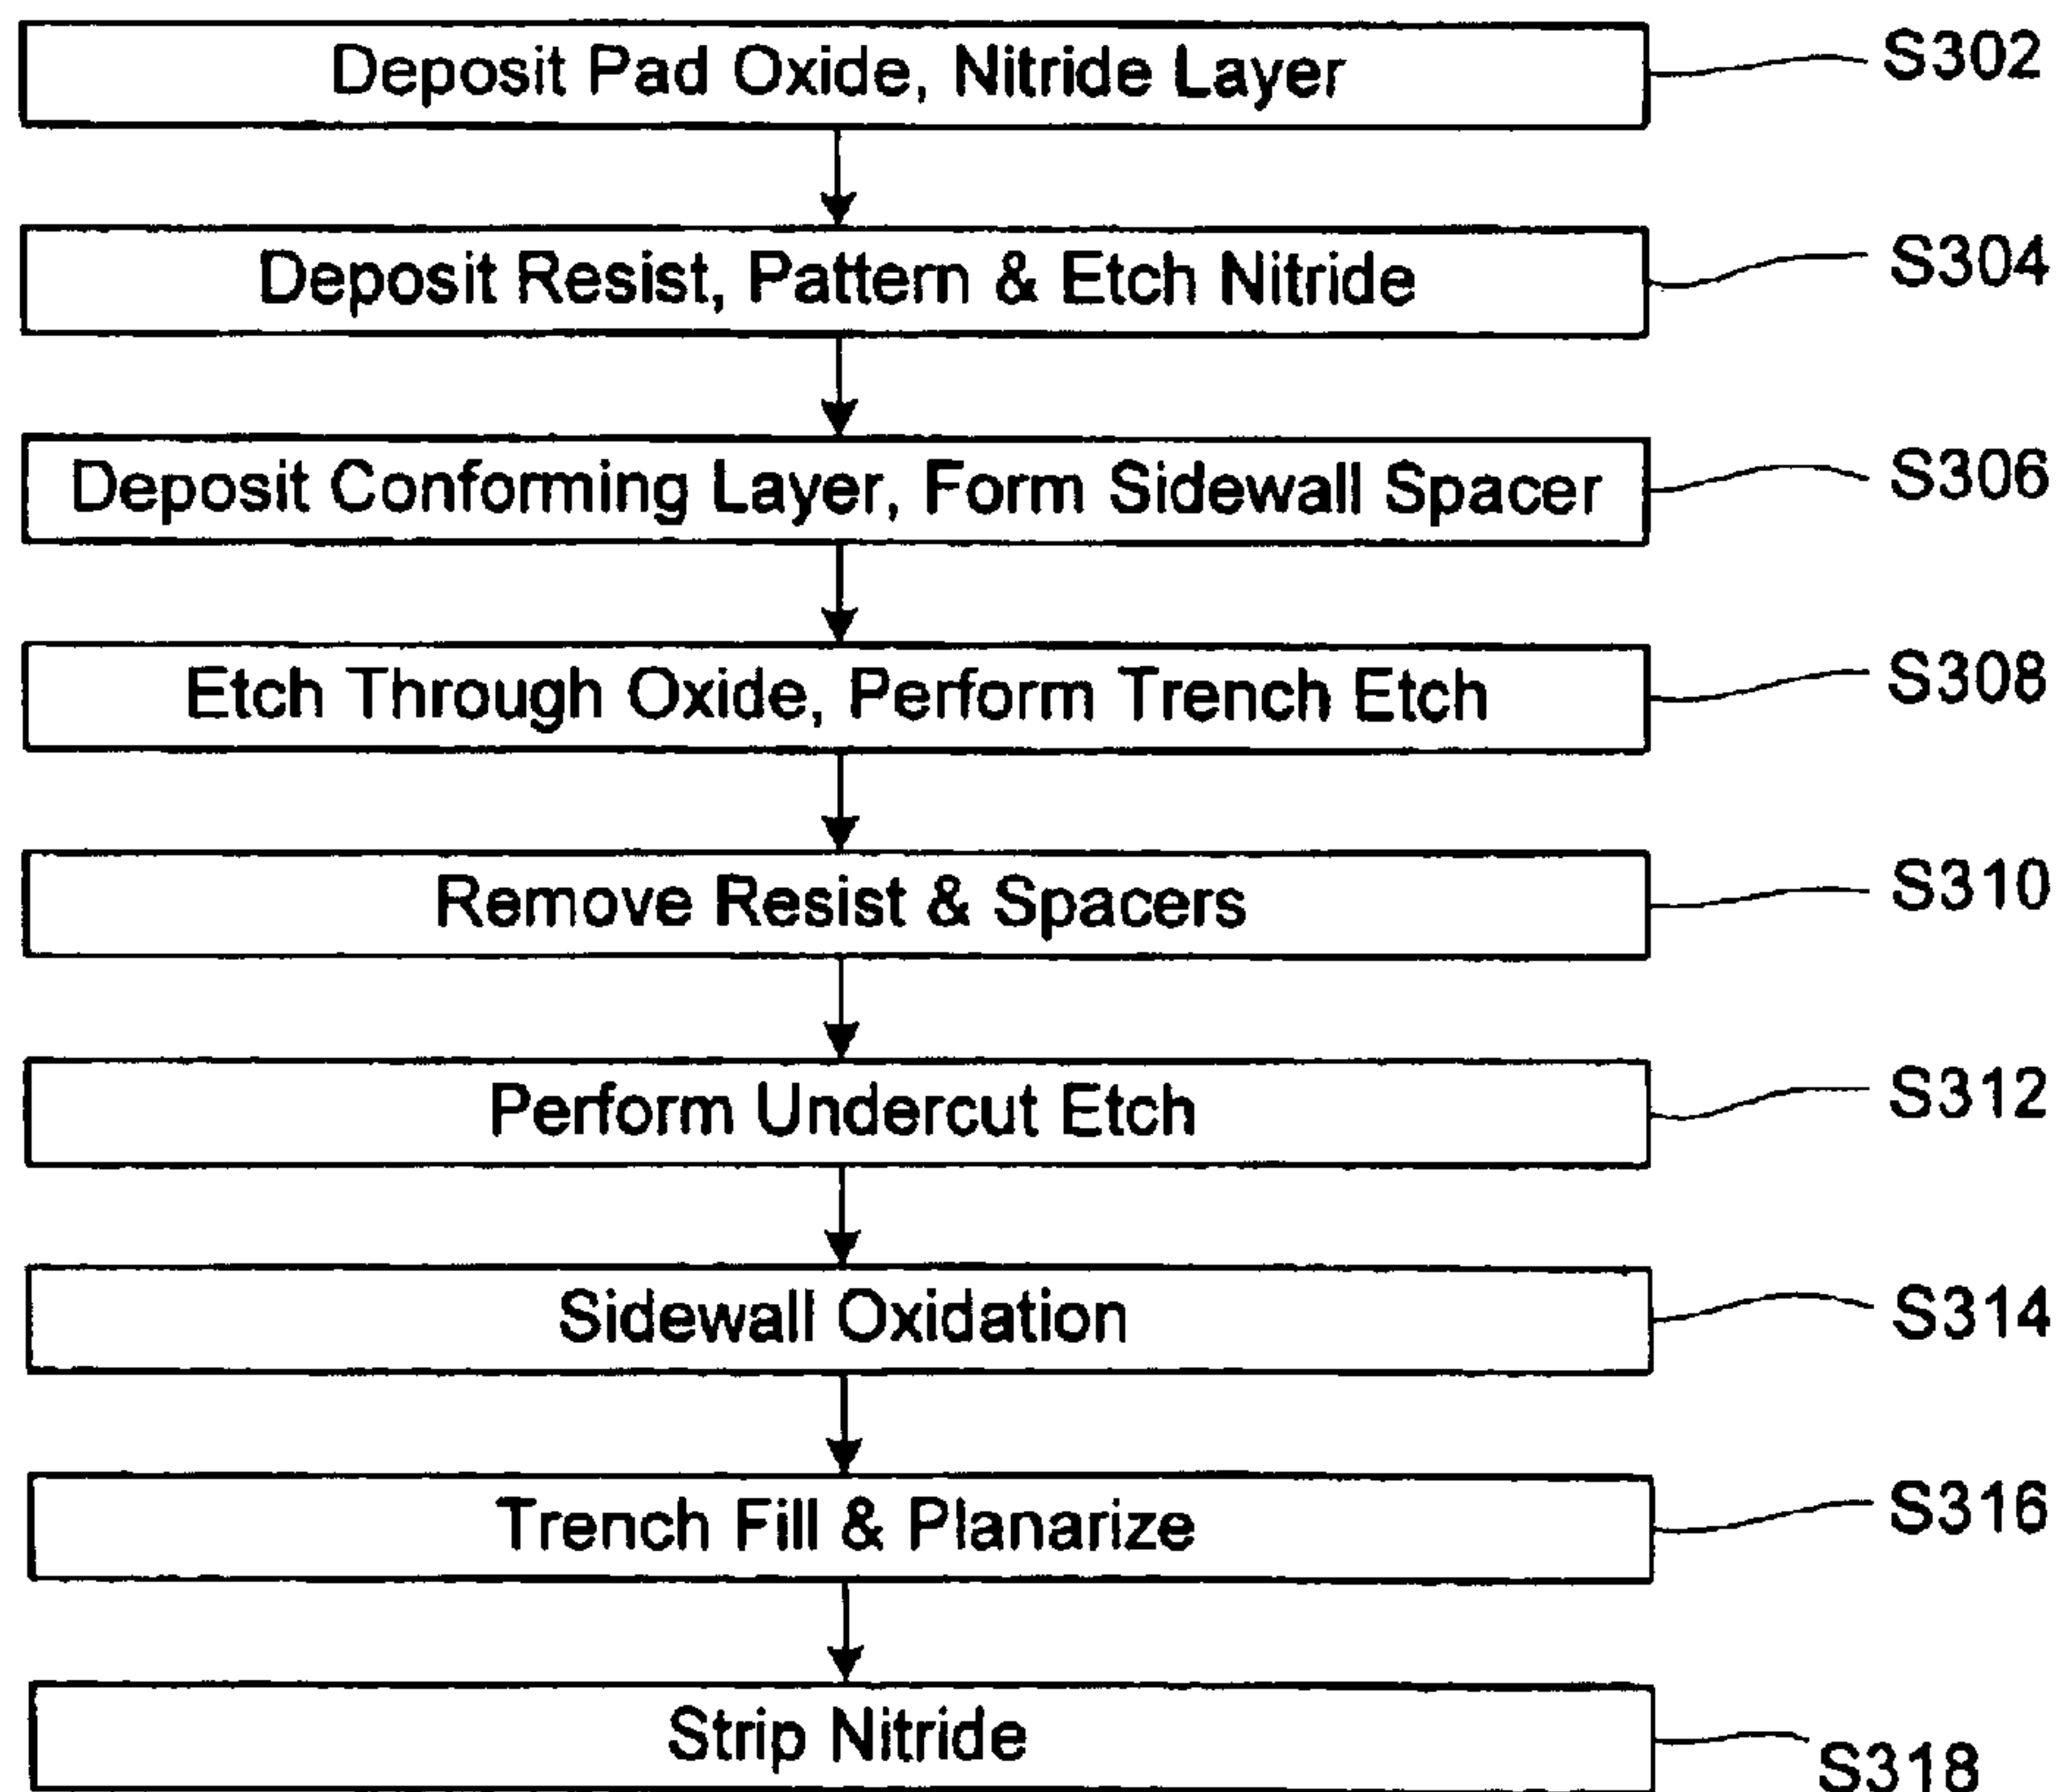 Deposit Pad Oxide, Nitride Layer S302
Deposit Resist, Pattern & Etch Nitride S304
Deposit Conforming Layer, Form Sidewall Spacer S306
Etch Through Oxide, Perform Trench Etch S308
Remove Resist & Spacers S310
Perform Undercut Etch S312
Sidewall Oxidation S314
Trench Fill & Planarize S316
Strip Nitride S318